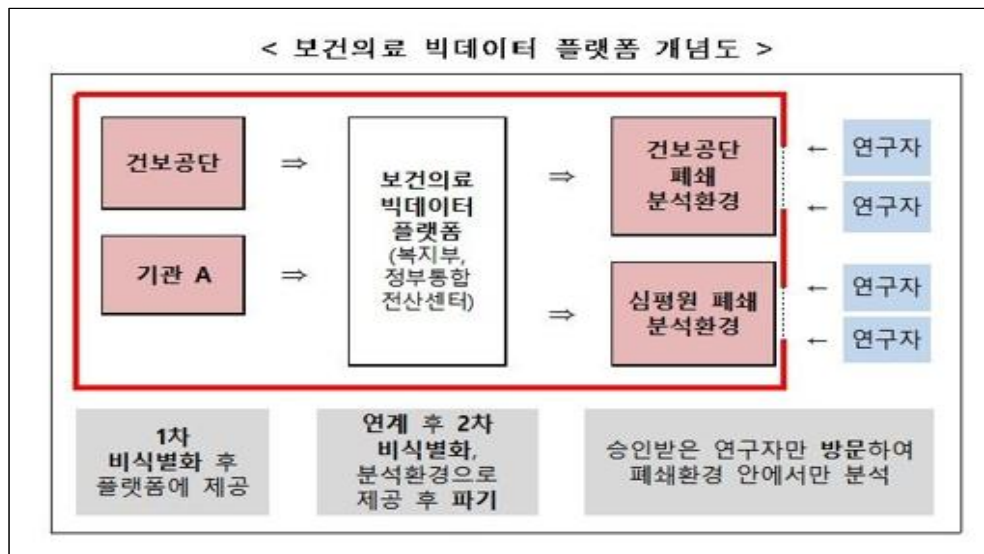 < 보건의료 빅데이터 플랫폼 개념도 >
건보공단
⇒
기관 A
⇒
보건의료
빅데이터
플랫폼
(복지부,
정부통합
전산센터)
⇒
⇒
건보공단
폐쇄
분석환경
심평원 폐쇄
분석환경
← 연구자
← 연구자
← 연구자
← 연구자
1차
비식별화 후
플랫폼에 제공
연계 후 2차
비식별화,
분석환경으로
제공 후 파기
승인받은 연구자만 방문하여
폐쇄환경 안에서만 분석